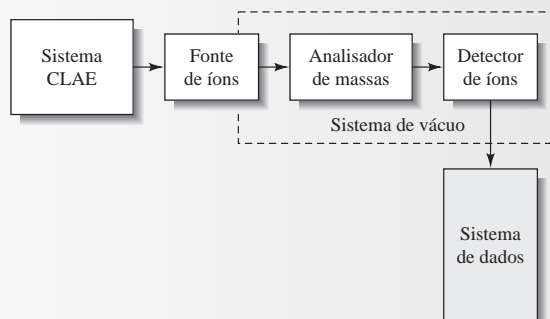 Sistema
CLAE
Fonte
de íons
Analisador
de massas
Detector
de íons
Sistema de vácuo
Sistema
de dados